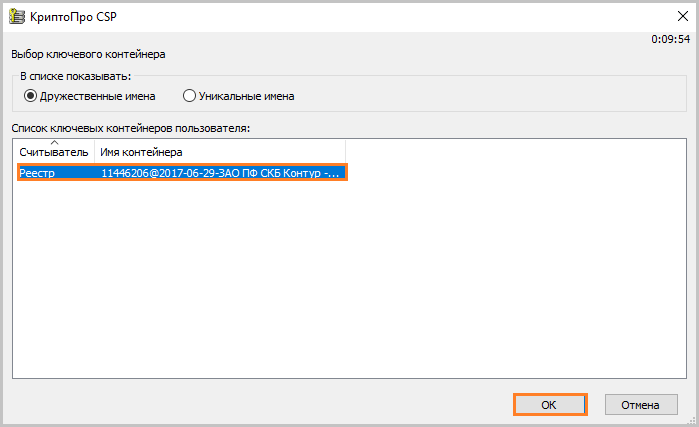 КриптоПро CSP
0:09:54
Выбор ключевого контейнера
В списке показывать:
Дружественные имена Уникальные имена
Список ключевых контейнеров пользователя:
Считыватель Имя контейнера
Реестр 11446206@2017-06-29-ЗАО ПФ СКБ Контур -...
ОК Отмена